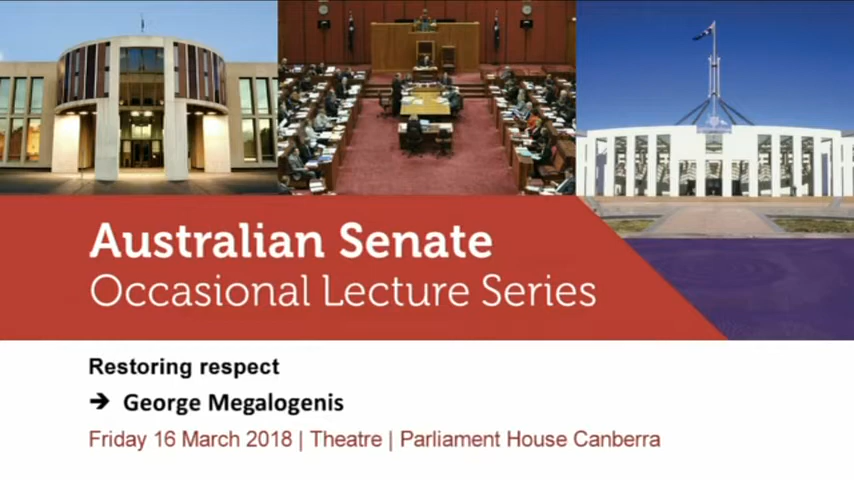 Australian Senate
Occasional Lecture Series
Restoring respect
➔ George Megalogenis
Friday 16 March 2018 | Theatre | Parliament House Canberra